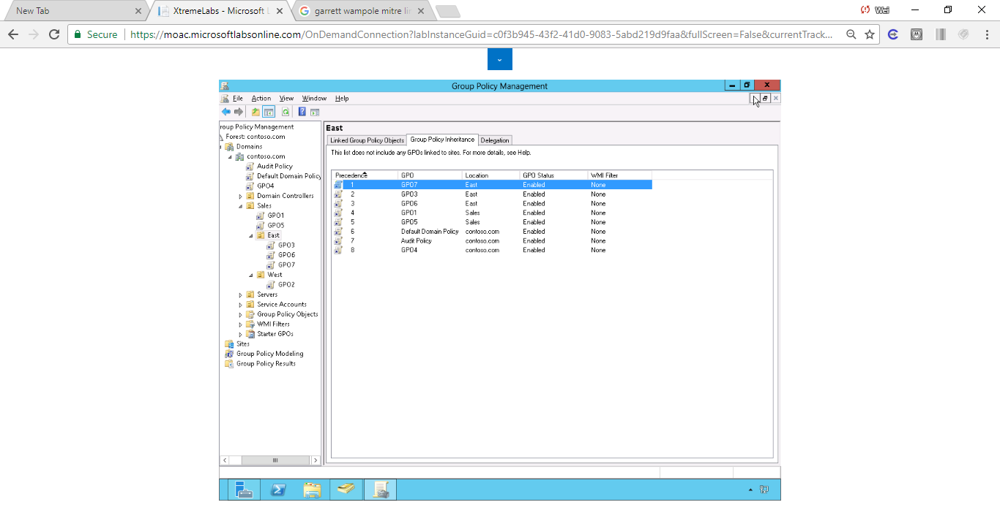 New Tab
XtremeLabs - Microsoft L
garrett wampole mitre lin
Wei
Secure
https://moac.microsoftlabsonline.com/OnDemandConnection?labInstanceGuid=c0f3b945-43f2-41d0-9083-5abd219d9faa&fullScreen=False&currentTrack...
Group Policy Management
File Action View Window Help
roup Policy Management
Forest: contoso.com
Domains
contoso.com
Audit Policy
Default Domain Policy
GPO4
Domain Controllers
Sales
GPO1
GPO5
East
GPO3
GPO6
GPO7
West
GPO2
Servers
Service Accounts
Group Policy Objects
WMI Filters
Starter GPOs
Sites
Group Policy Modeling
Group Policy Results
East
Linked Group Policy Objects Group Policy Inheritance Delegation
This list does not include any GPOs linked to sites. For more details, see Help.
Precedence GPO Location GPO Status WMI Filter
1 GPO7 East Enabled None
2 GPO3 East Enabled None
3 GPO6 East Enabled None
4 GPO1 Sales Enabled None
5 GPO5 Sales Enabled None
6 Default Domain Policy contoso.com Enabled None
7 Audit Policy contoso.com Enabled None
8 GPO4 contoso.com Enabled None